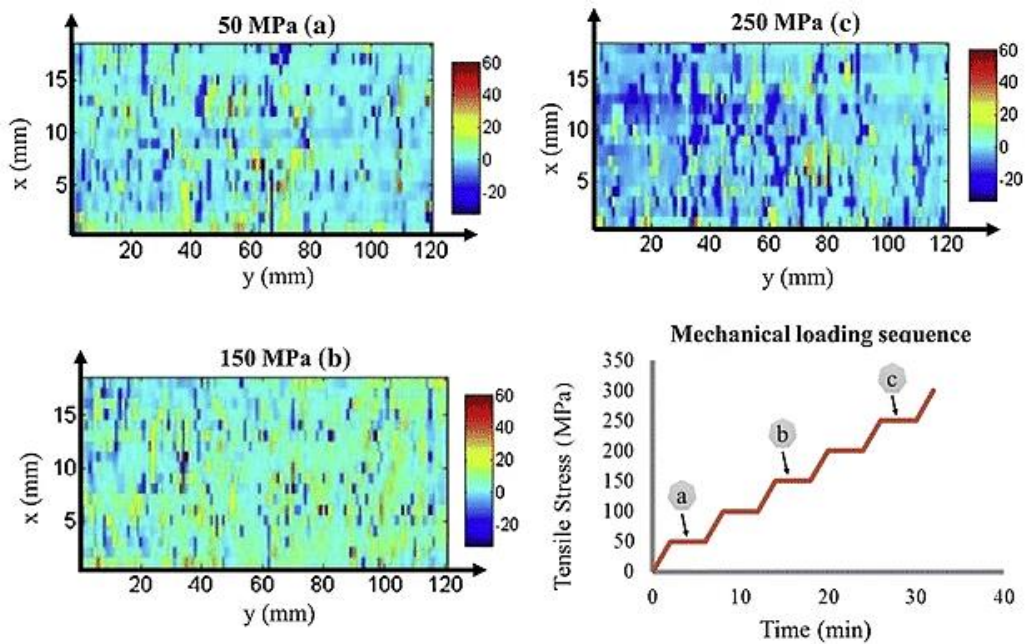 50 MPa (a)
x (mm)
15
10
5
20 40 60 80 100 120
y (mm)
60
40
20
0
-20
250 MPa (c)
x (mm)
15
10
5
20 40 60 80 100 120
y (mm)
60
40
20
0
-20
150 MPa (b)
x (mm)
15
10
5
20 40 60 80 100 120
y (mm)
60
40
20
0
-20
Mechanical loading sequence
Tensile Stress (MPa)
350
300
250
200
150
100
50
0
a
b
c
0 10 20 30 40
Time (min)